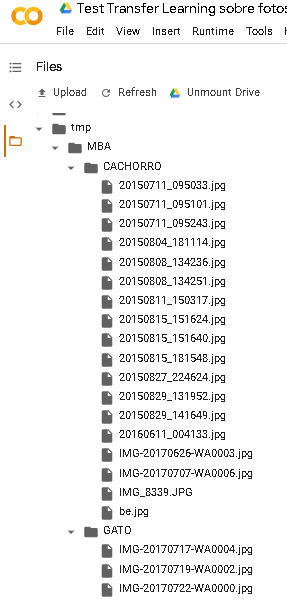 Test Transfer Learning sobre fotos
File Edit View Insert Runtime Tools
Files
Upload Refresh Unmount Drive
tmp
MBA
CACHORRO
20150711_095033.jpg
20150711_095101.jpg
20150711_095243.jpg
20150804_181114.jpg
20150808_134236.jpg
20150808_134251.jpg
20150811_150317.jpg
20150815_151624.jpg
20150815_151640.jpg
20150815_181548.jpg
20150827_224624.jpg
20150829_131952.jpg
20150829_141649.jpg
20160611_004133.jpg
IMG-20170626-WA0003.jpg
IMG-20170707-WA0006.jpg
IMG_8339.JPG
be.jpg
GATO
IMG-20170717-WA0004.jpg
IMG-20170719-WA0002.jpg
IMG-20170722-WA0000.jpg